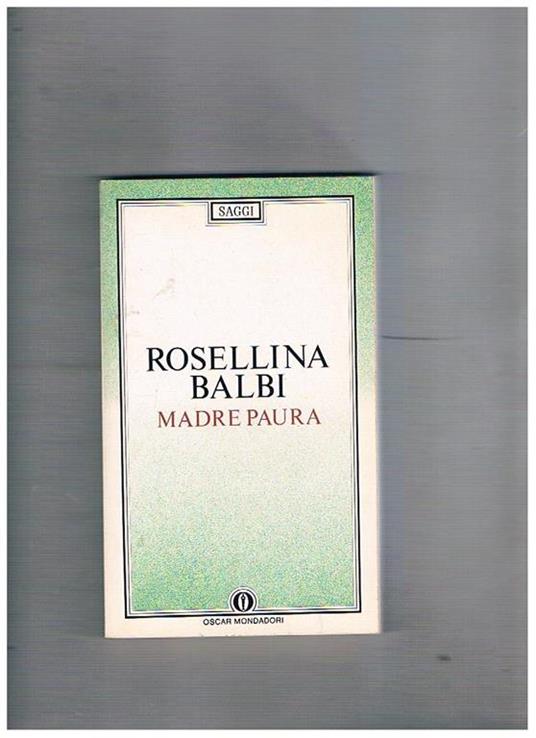 SAGGI
ROSELLINA
BALBI
MADRE PAURA
OSCAR MONDADORI